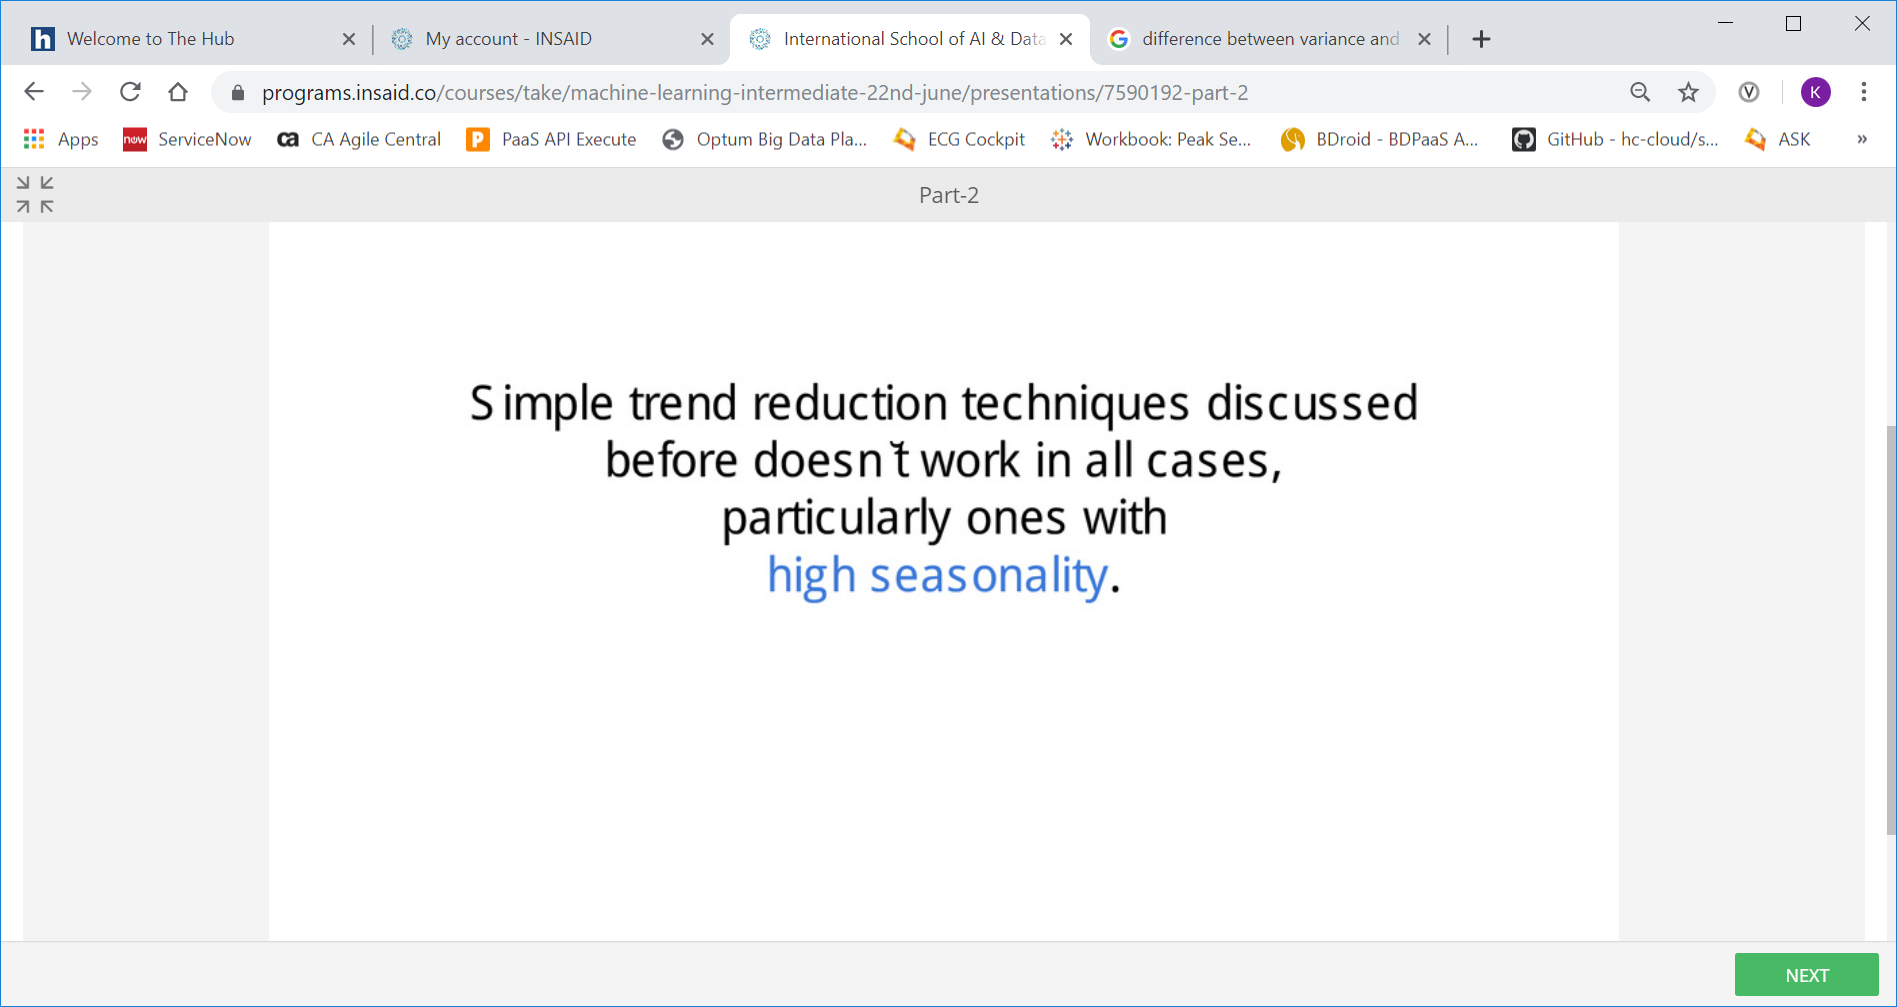 Welcome to The Hub
My account - INSAID
International School of AI & Data
difference between variance and
programs.insaid.co/courses/take/machine-learning-intermediate-22nd-june/presentations/7590192-part-2
V
K
Apps
now ServiceNow
ca CA Agile Central
P PaaS API Execute
Optum Big Data Pla...
ECG Cockpit
Workbook: Peak Se...
BDroid - BDPaaS A...
GitHub - hc-cloud/s...
ASK
»
Part-2
Simple trend reduction techniques discussed
before doesn't work in all cases,
particularly ones with
high seasonality.
NEXT